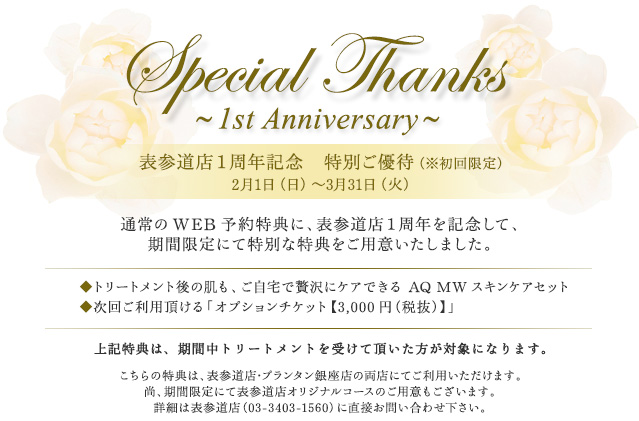 Special Thanks
~1st Anniversary~
表参道店1周年記念　特別ご優待（※初回限定）
2月1日（日）～3月31日（火）
通常のWEB予約特典に、表参道店1周年を記念して、
期間限定にて特別な特典をご用意いたしました。
◆トリートメント後の肌も、ご自宅で贅沢にケアできる AQ MW スキンケアセット
◆次回ご利用頂ける「オプションチケット【3,000円（税抜）】」
上記特典は、期間中トリートメントを受けて頂いた方が対象になります。
こちらの特典は、表参道店・プランタン銀座店の両店にてご利用いただけます。
尚、期間限定にて表参道店オリジナルコースのご用意もございます。
詳細は表参道店（03-3403-1560）に直接お問い合わせ下さい。